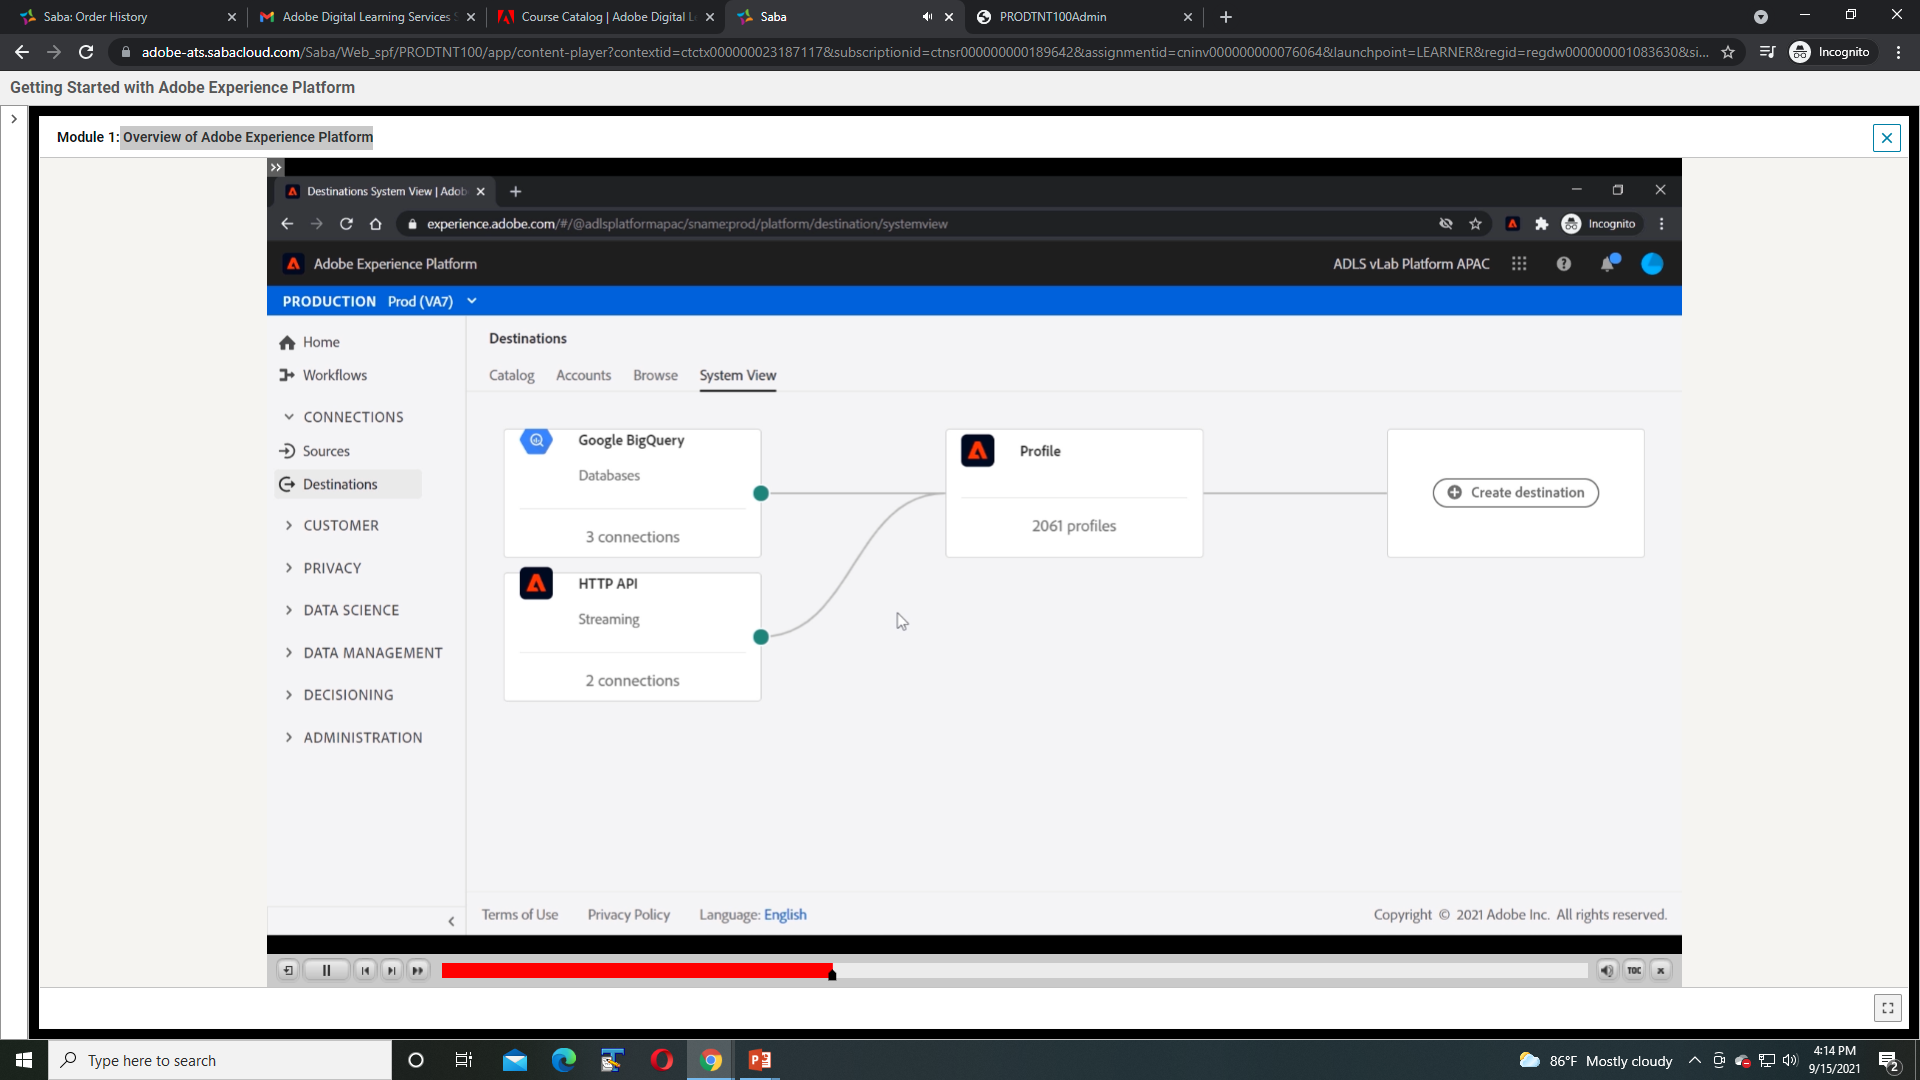 Saba: Order History
Adobe Digital Learning Services S
Course Catalog | Adobe Digital L
Saba
PRODTNT100Admin
adobe-ats.sabacloud.com/Saba/Web_spf/PRODTNT100/app/content-player?contextid=ctctx000000023187117&subscriptionid=ctnsr000000000189642&assignmentid=cninv000000000076064&launchpoint=LEARNER&regid=regdw000000001083630&si...
Incognito
Getting Started with Adobe Experience Platform
Module 1: Overview of Adobe Experience Platform
Destinations System View | Adob
experience.adobe.com/#/@adlsplatformapac/sname:prod/platform/destination/systemview
Incognito
Adobe Experience Platform
ADLS vLab Platform APAC
PRODUCTION Prod (VA7)
Home
Workflows
CONNECTIONS
Sources
Destinations
CUSTOMER
PRIVACY
DATA SCIENCE
DATA MANAGEMENT
DECISIONING
ADMINISTRATION
Destinations
Catalog
Accounts
Browse
System View
Google BigQuery
Databases
3 connections
HTTP API
Streaming
2 connections
Profile
2061 profiles
Create destination
Terms of Use
Privacy Policy
Language: English
Copyright © 2021 Adobe Inc. All rights reserved.
TOC
Type here to search
86°F Mostly cloudy
4:14 PM
9/15/2021
2